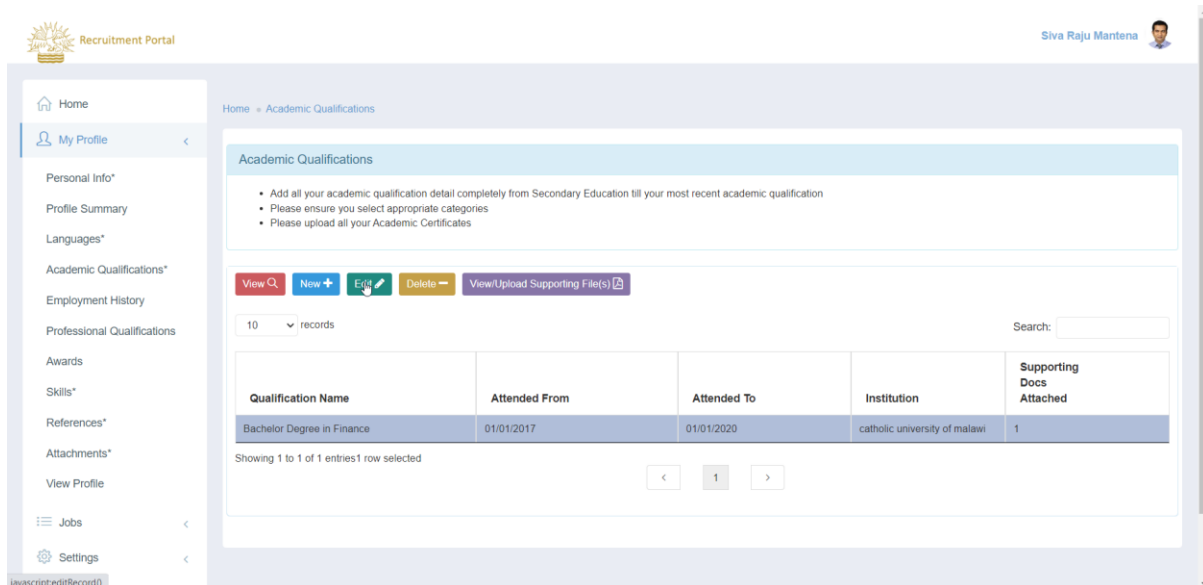 Recruitment Portal
Siva Raju Mantena
Home
My Profile
Personal Info*
Profile Summary
Languages*
Academic Qualifications*
Employment History
Professional Qualifications
Awards
Skills*
References*
Attachments*
View Profile
Jobs
Settings
javascript:editRecord()
Home » Academic Qualifications
Academic Qualifications
• Add all your academic qualification detail completely from Secondary Education till your most recent academic qualification
• Please ensure you select appropriate categories
• Please upload all your Academic Certificates
View New Edit Delete View/Upload Supporting File(s)
10 records Search:
Qualification Name Attended From Attended To Institution Supporting
Docs
Attached
Bachelor Degree in Finance 01/01/2017 01/01/2020 catholic university of malawi 1
Showing 1 to 1 of 1 entries1 row selected
< 1 >